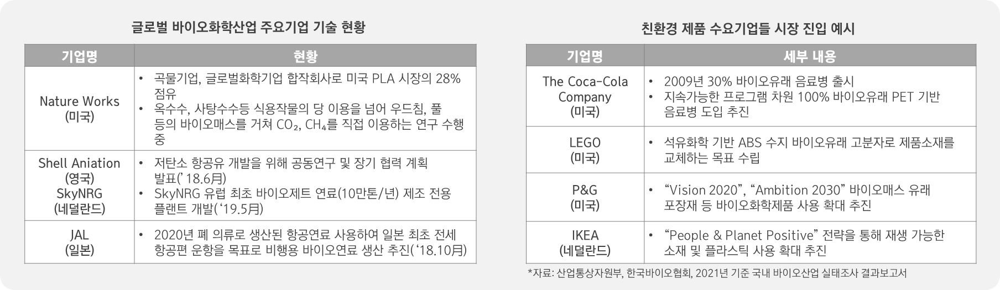 글로벌 바이오화학산업 주요기업 기술 현황
기업명 현황
Nature Works
(미국)
• 곡물기업, 글로벌화학기업 합작회사로 미국 PLA 시장의 28%
점유
• 옥수수, 사탕수수등 식용작물의 당 이용을 넘어 우드침, 풀
등의 바이오매스를 거쳐 CO₂, CH₄를 직접 이용하는 연구 수행
중
Shell Aniation
(영국)
SkyNRG
(네덜란드)
• 저탄소 항공유 개발을 위해 공동연구 및 장기 협력 계획
발표(’ 18.6月)
• SkyNRG 유럽 최초 바이오제트 연료(10만톤/년) 제조 전용
플랜트 개발(‘19.5月)
JAL
(일본)
• 2020년 폐 의류로 생산된 항공연료 사용하여 일본 최초 전세
항공편 운항을 목표로 비행용 바이오연료 생산 추진(‘18.10月)
친환경 제품 수요기업들 시장 진입 예시
기업명 세부 내용
The Coca-Cola
Company
(미국)
• 2009년 30% 바이오유래 음료병 출시
• 지속가능한 프로그램 차원 100% 바이오유래 PET 기반
음료병 도입 추진
LEGO
(미국)
• 석유화학 기반 ABS 수지 바이오유래 고분자로 제품소재를
교체하는 목표 수립
P&G
(미국)
• “Vision 2020”, “Ambition 2030” 바이오매스 유래
포장재 등 바이오화학제품 사용 확대 추진
IKEA
(네덜란드)
• “People & Planet Positive” 전략을 통해 재생 가능한
소재 및 플라스틱 사용 확대 추진
*자료: 산업통상자원부, 한국바이오협회, 2021년 기준 국내 바이오산업 실태조사 결과보고서